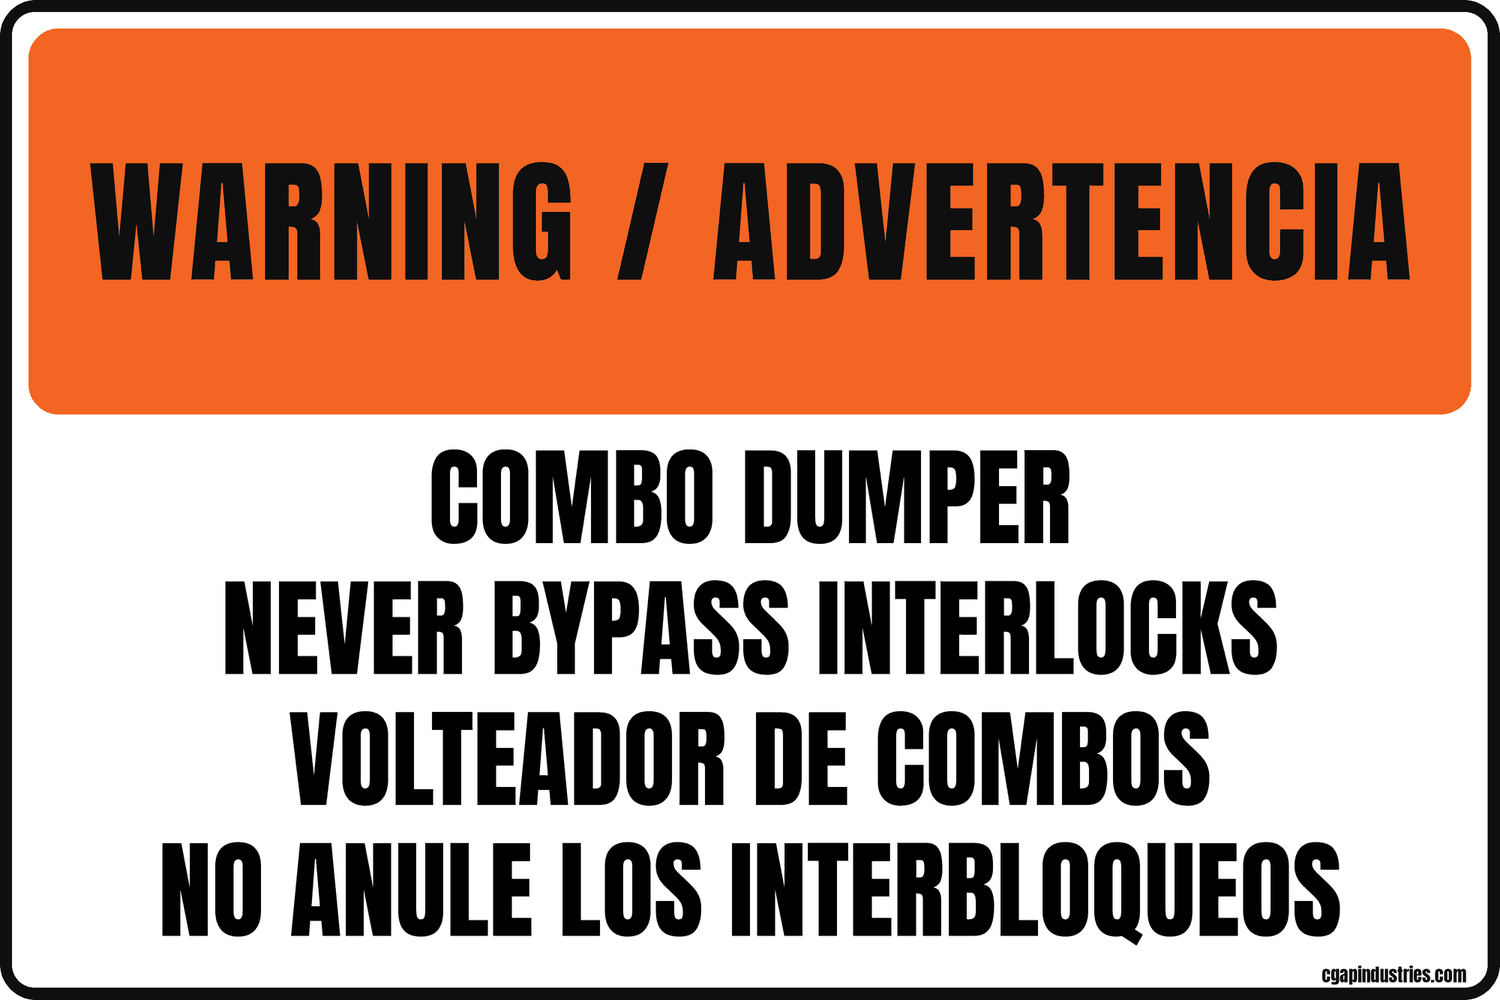 WARNING / ADVERTENCIA
COMBO DUMPER
NEVER BYPASS INTERLOCKS
VOLTEADOR DE COMBOS
NO ANULE LOS INTERBLOQUEOS
cgapindustries.com